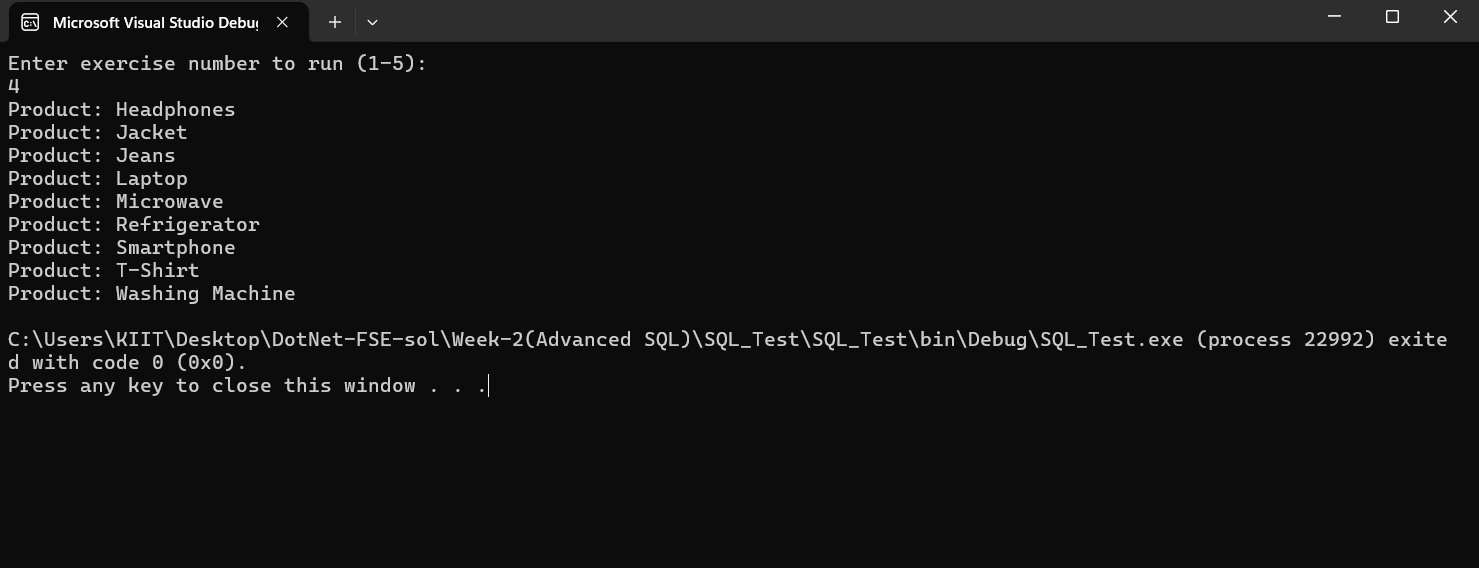 Microsoft Visual Studio Debug
Enter exercise number to run (1-5):
4
Product: Headphones
Product: Jacket
Product: Jeans
Product: Laptop
Product: Microwave
Product: Refrigerator
Product: Smartphone
Product: T-Shirt
Product: Washing Machine
C:\Users\KIIT\Desktop\DotNet-FSE-sol\Week-2(Advanced SQL)\SQL_Test\SQL_Test\bin\Debug\SQL_Test.exe (process 22992) exite
d with code 0 (0x0).
Press any key to close this window . . .